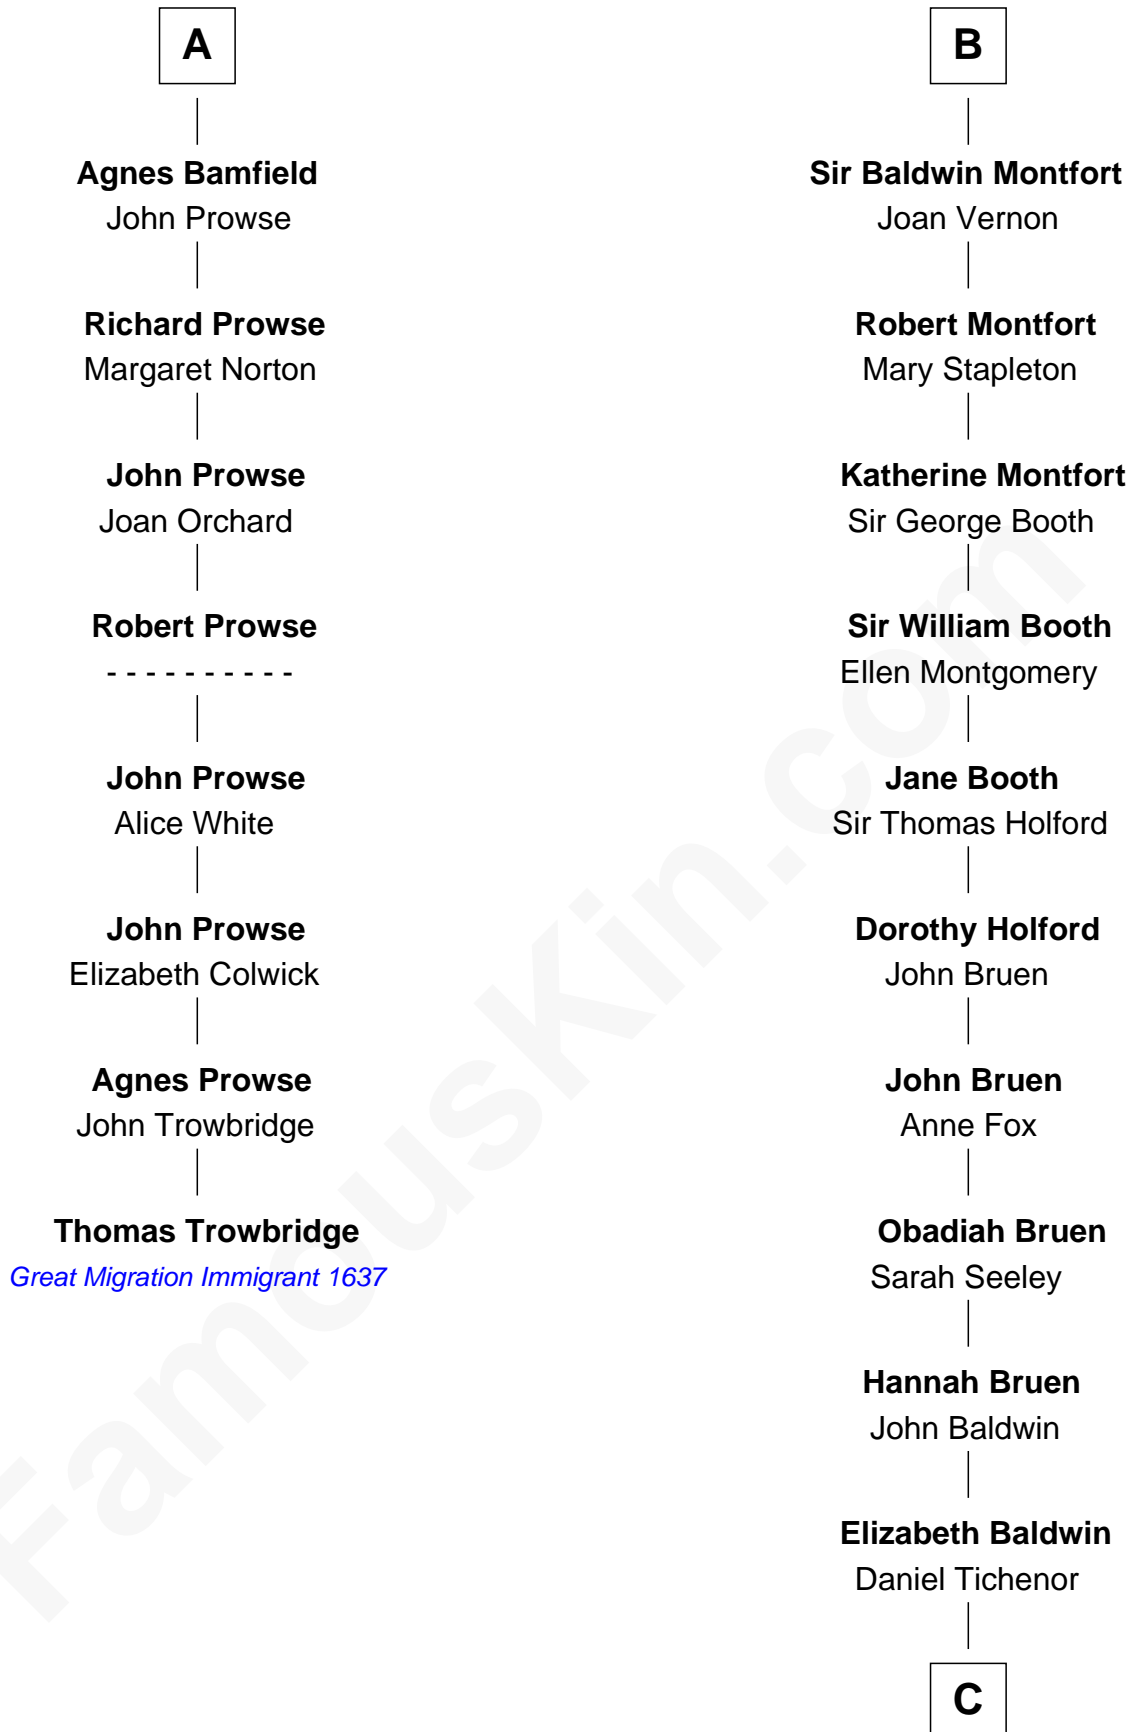 A
Agnes Bamfield
John Prowse
Richard Prowse
Margaret Norton
John Prowse
Joan Orchard
Robert Prowse
- - - - - - - - - -
John Prowse
Alice White
John Prowse
Elizabeth Colwick
Agnes Prowse
John Trowbridge
Thomas Trowbridge
Great Migration Immigrant 1637
B
Sir Baldwin Montfort
Joan Vernon
Robert Montfort
Mary Stapleton
Katherine Montfort
Sir George Booth
Sir William Booth
Ellen Montgomery
Jane Booth
Sir Thomas Holford
Dorothy Holford
John Bruen
John Bruen
Anne Fox
Obadiah Bruen
Sarah Seeley
Hannah Bruen
John Baldwin
Elizabeth Baldwin
Daniel Tichenor
C
FamousKin.com